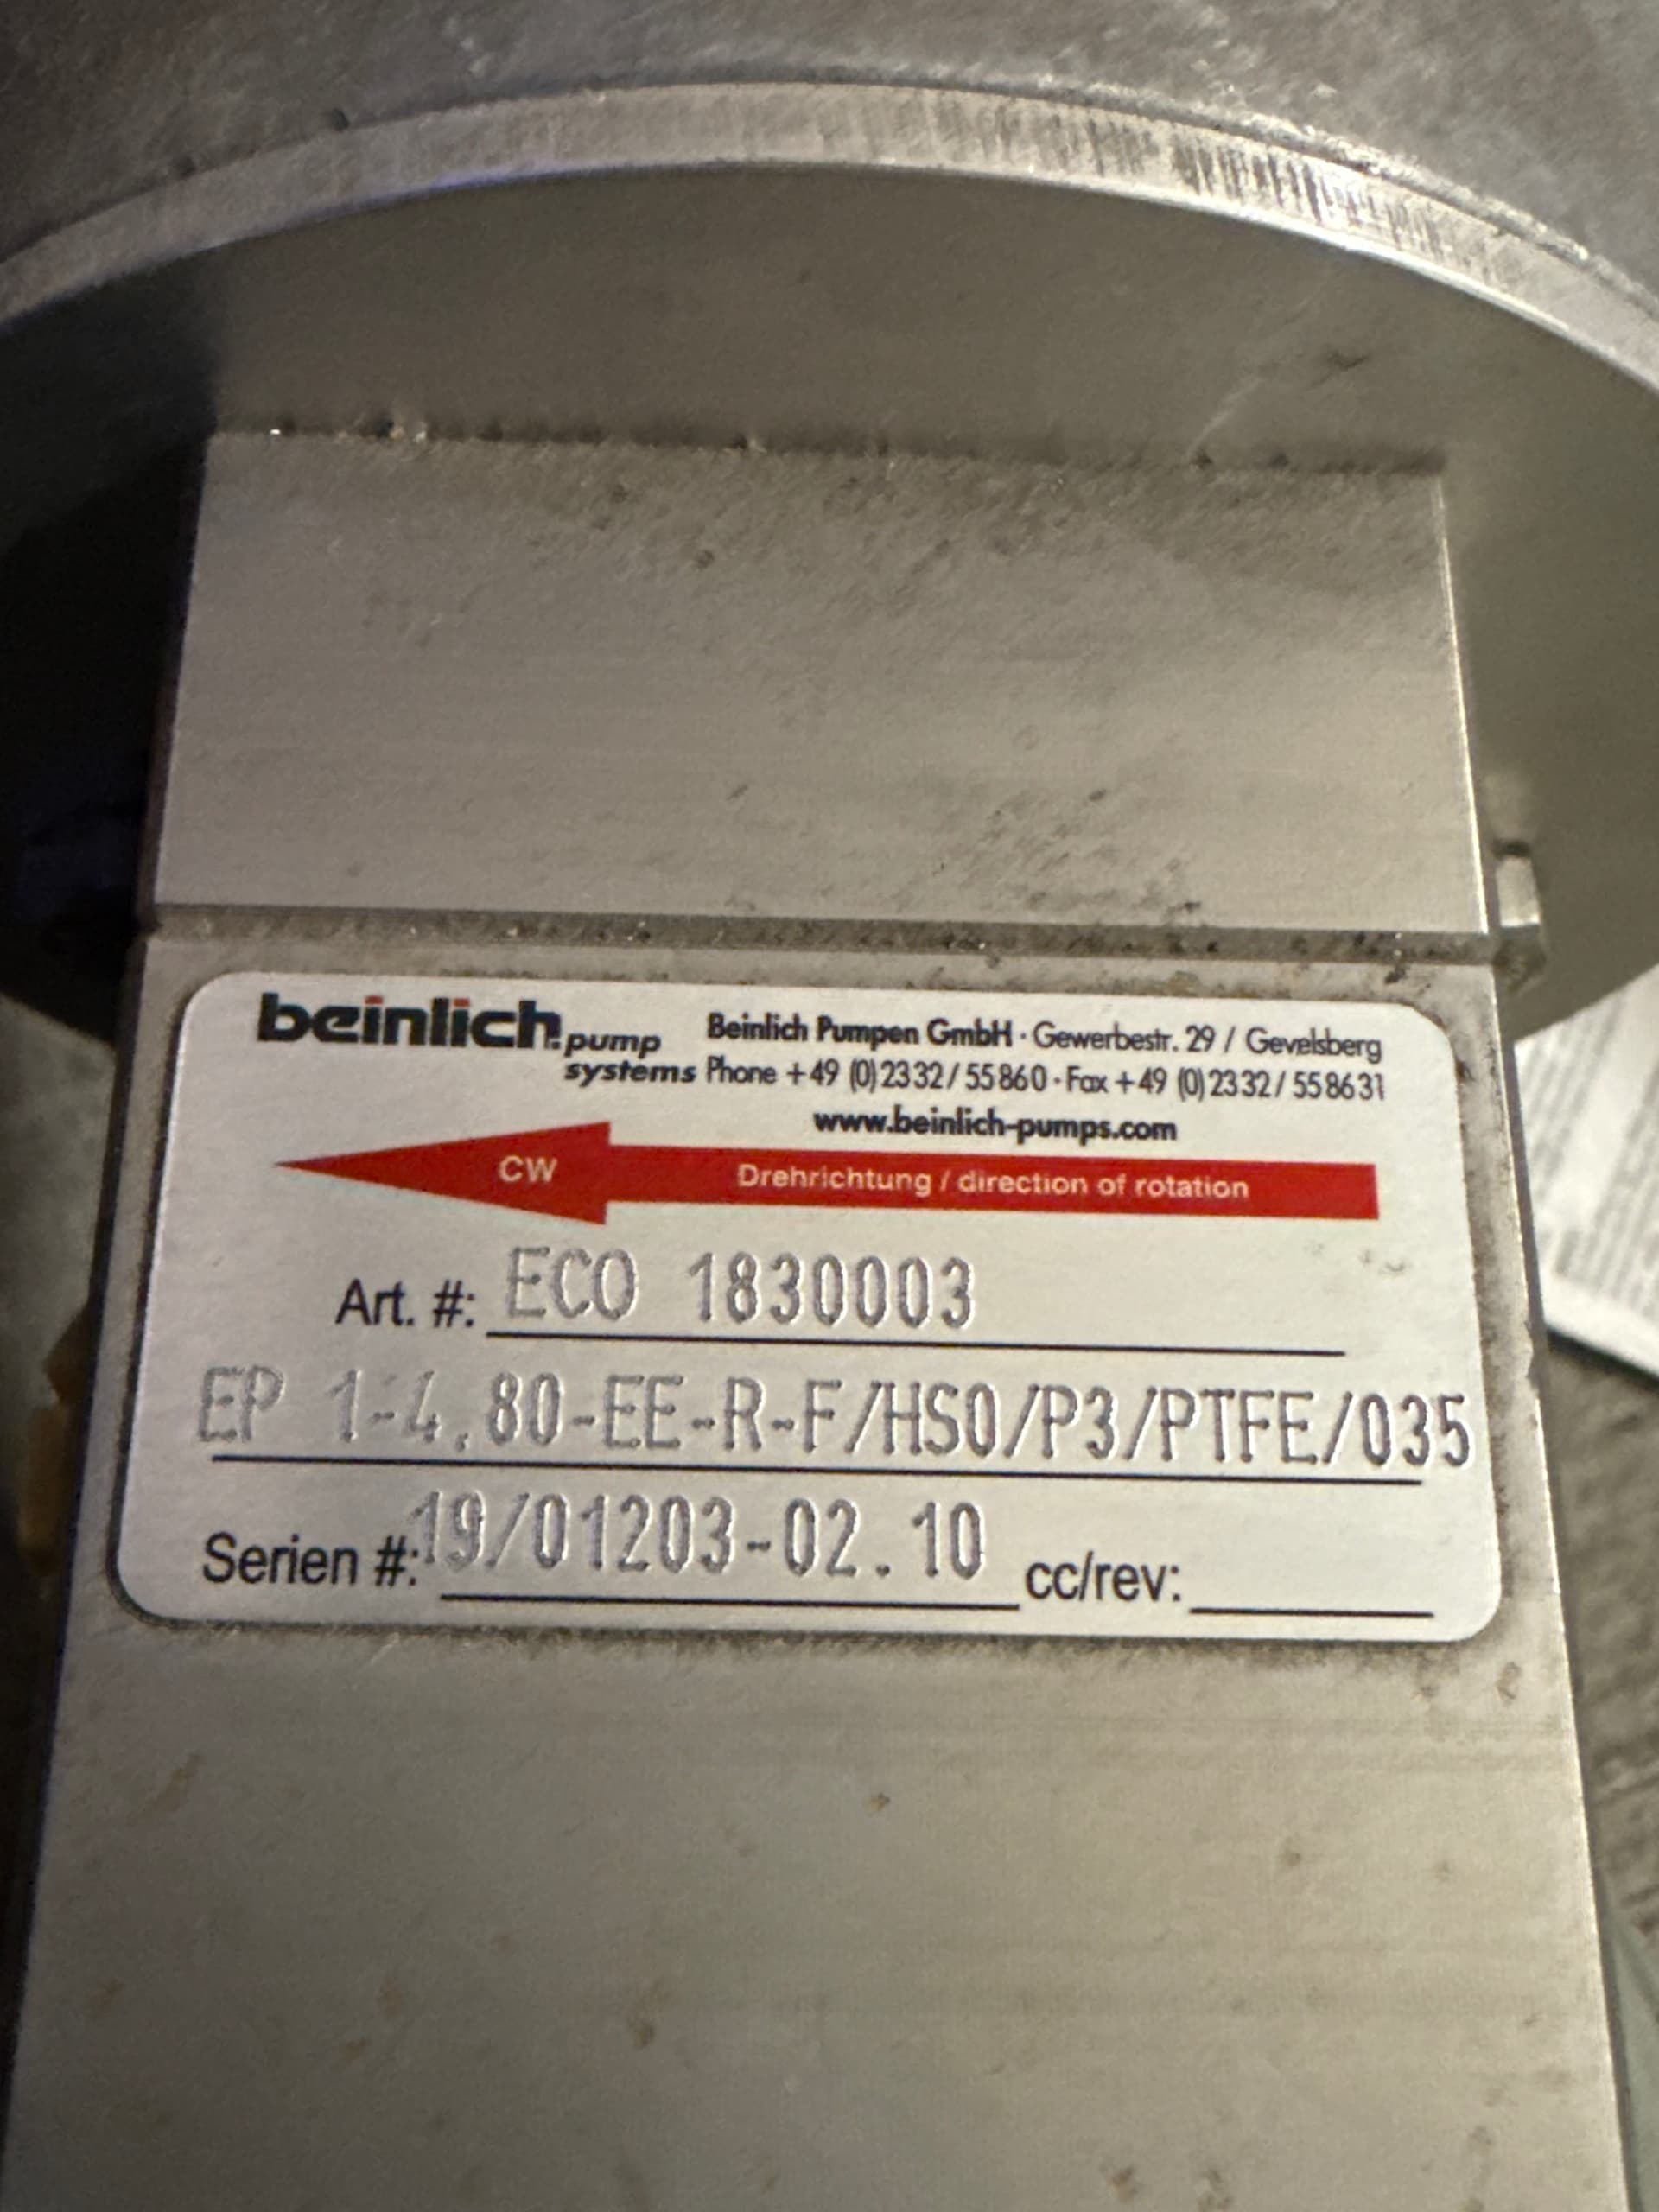 beinlich pump systems
Beinlich Pumpen GmbH · Gewerbestr. 29 / Gevelsberg
Phone +49 (0)2332/55860 · Fax +49 (0)2332/558631
www.beinlich-pumps.com
CW Drehrichtung / direction of rotation
Art. #: ECO 1830003
EP 1-4.80-EE-R-F/HS0/P3/PTFE/035
Serien #: 19/01203-02.10 cc/rev: